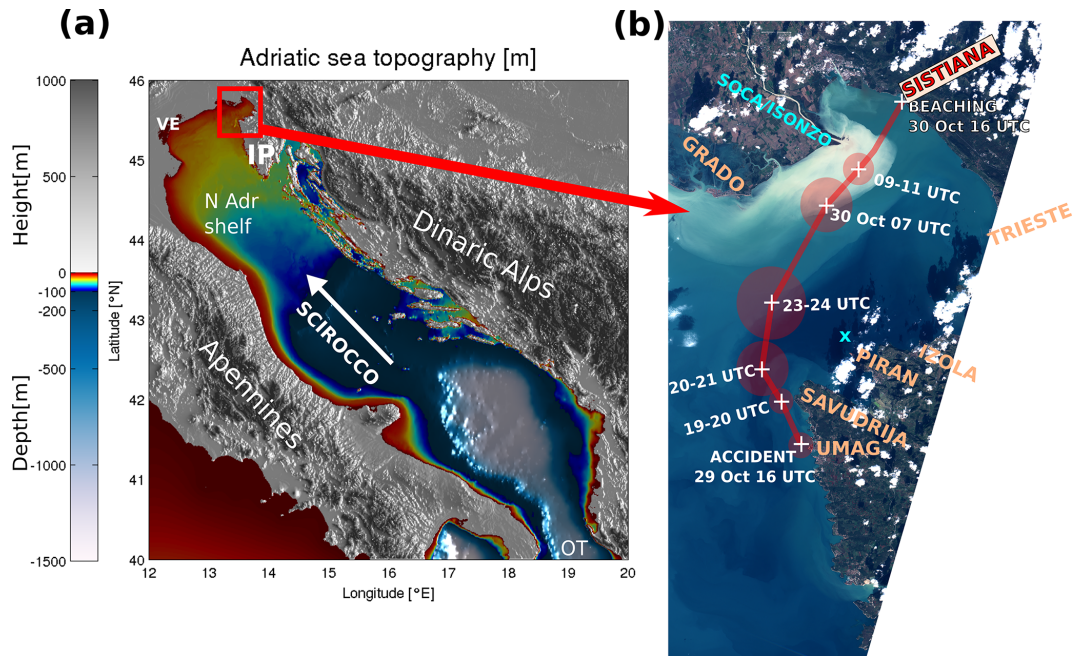 (a)
Adriatic sea topography [m]
1000
500
0
-100
-200
-500
-1000
-1500
Height[m]
Depth[m]
46
45
44
43
42
41
40
Latitude [°N]
12
13
14
15
16
17
18
19
20
Longitude [°E]
VE
IP
N Adr
shelf
Dinaric Alps
SCIROCCO
Apennines
OT
(b)
SISTIANA
BEACHING
30 Oct 16 UTC
SOCA/ISONZO
GRADO
09-11 UTC
30 Oct 07 UTC
TRIESTE
23-24 UTC
x
IZOLA
PIRAN
20-21 UTC
SAVUDRIJA
19-20 UTC
UMAG
ACCIDENT
29 Oct 16 UTC